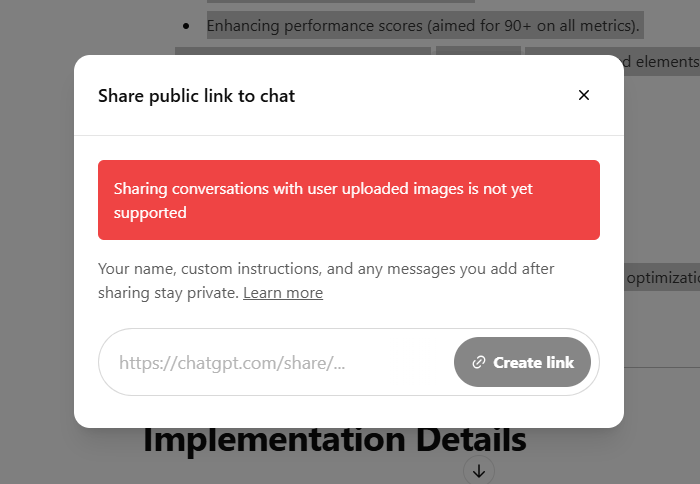 Enhancing performance scores (aimed for 90+ on all metrics).
d elements
Share public link to chat
Sharing conversations with user uploaded images is not yet
supported
Your name, custom instructions, and any messages you add after
sharing stay private. Learn more
optimizatio
https://chatgpt.com/share/...
Create link
Implementation Details